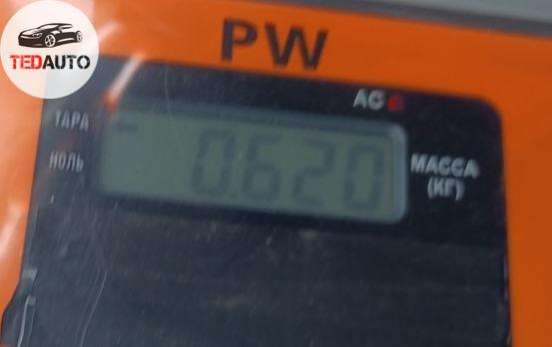 TEDAUTO
PW
AC
ТАРА
0.620
НОЛЬ
МАССА
(КГ)